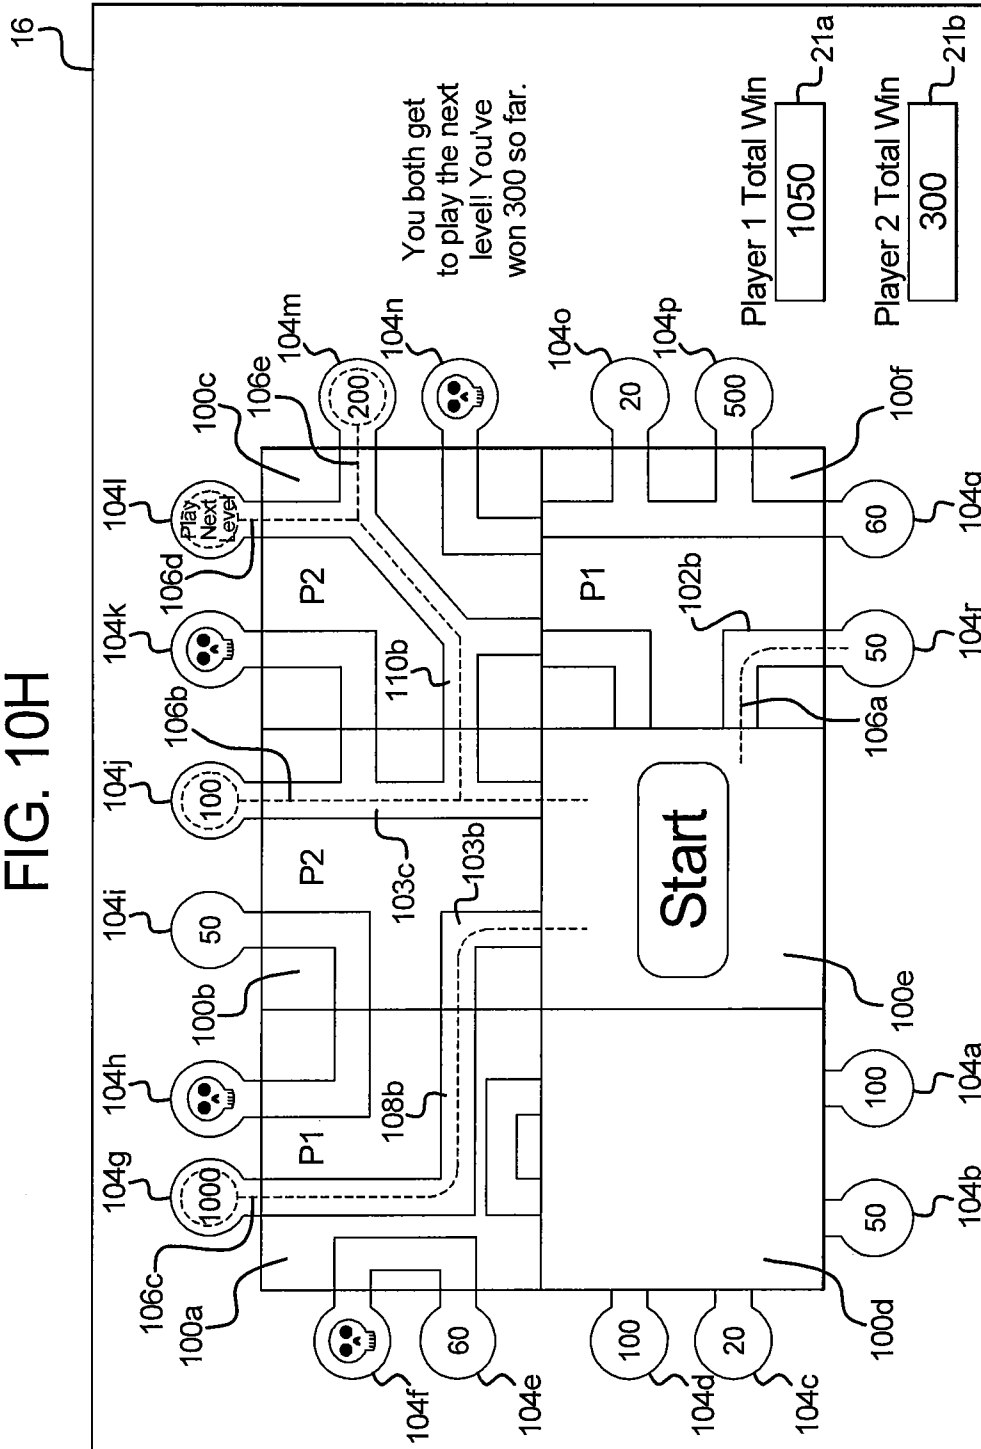 FIG. 10H
16
104g
104h
104i
104j
104k
104l
1000
50
100
Play
Next
Level
106c
106b
106d
100a
100b
100c
P1
P2
P2
104m
200
106e
104f
104n
108b
103c
103b
110b
60
104e
You both get
to play the next
level! You've
won 300 so far.
100
104d
20
104c
Start
P1
102b
106a
20
104o
500
104p
100d
100e
100f
50
104b
100
104a
50
104r
60
104q
Player 1 Total Win
1050
21a
Player 2 Total Win
300
21b